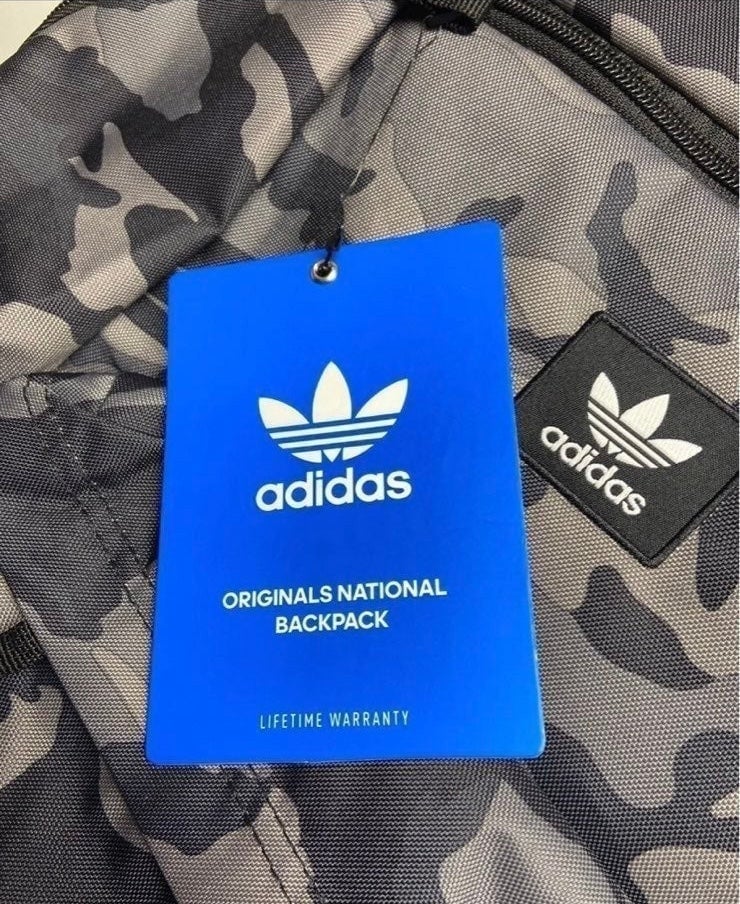 adidas
ORIGINALS NATIONAL
BACKPACK
LIFETIME WARRANTY
adidas